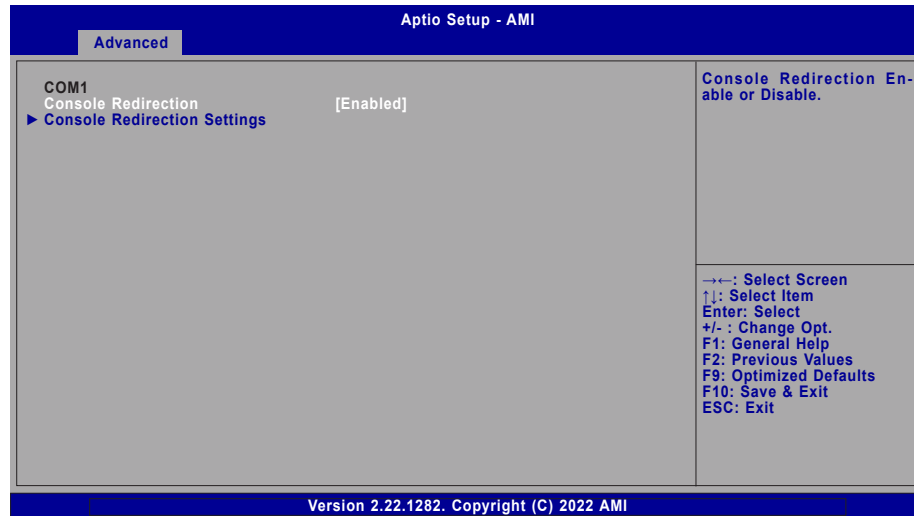 Aptio Setup - AMI
Advanced
COM1
Console Redirection [Enabled]
► Console Redirection Settings
Console Redirection En-
able or Disable.
→←: Select Screen
↑↓: Select Item
Enter: Select
+/- : Change Opt.
F1: General Help
F2: Previous Values
F9: Optimized Defaults
F10: Save & Exit
ESC: Exit
Version 2.22.1282. Copyright (C) 2022 AMI